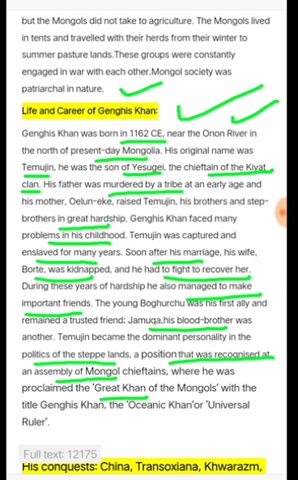 but the Mongols did not take to agriculture. The Mongols lived
in tents and travelled with their herds from their winter to
summer pasture lands.These groups were constantly
engaged in war with each other.Mongol society was
patriarchal in nature.
Life and Career of Genghis Khan:
Genghis Khan was born in 1162 CE, near the Onon River in
the north of present-day Mongolia. His original name was
Temujin, he was the son of Yesugei, the chieftain of the Kiyat
clan. His father was murdered by a tribe at an early age and
his mother, Oelun-eke, raised Temujin, his brothers and step-
brothers in great hardship. Genghis Khan faced many
problems in his childhood. Temujin was captured and
enslaved for many years. Soon after his marriage, his wife,
Borte, was kidnapped, and he had to fight to recover her.
During these years of hardship he also managed to make
important friends. The young Boghurchu was his first ally and
remained a trusted friend; Jamuqa,his blood-brother was
another. Temujin became the dominant personality in the
politics of the steppe lands, a position that was recognised at
an assembly of Mongol chieftains, where he was
proclaimed the 'Great Khan of the Mongols' with the
title Genghis Khan, the 'Oceanic Khan'or 'Universal
Ruler'.
Full text: 12175
His conquests: China, Transoxiana, Khwarazm,